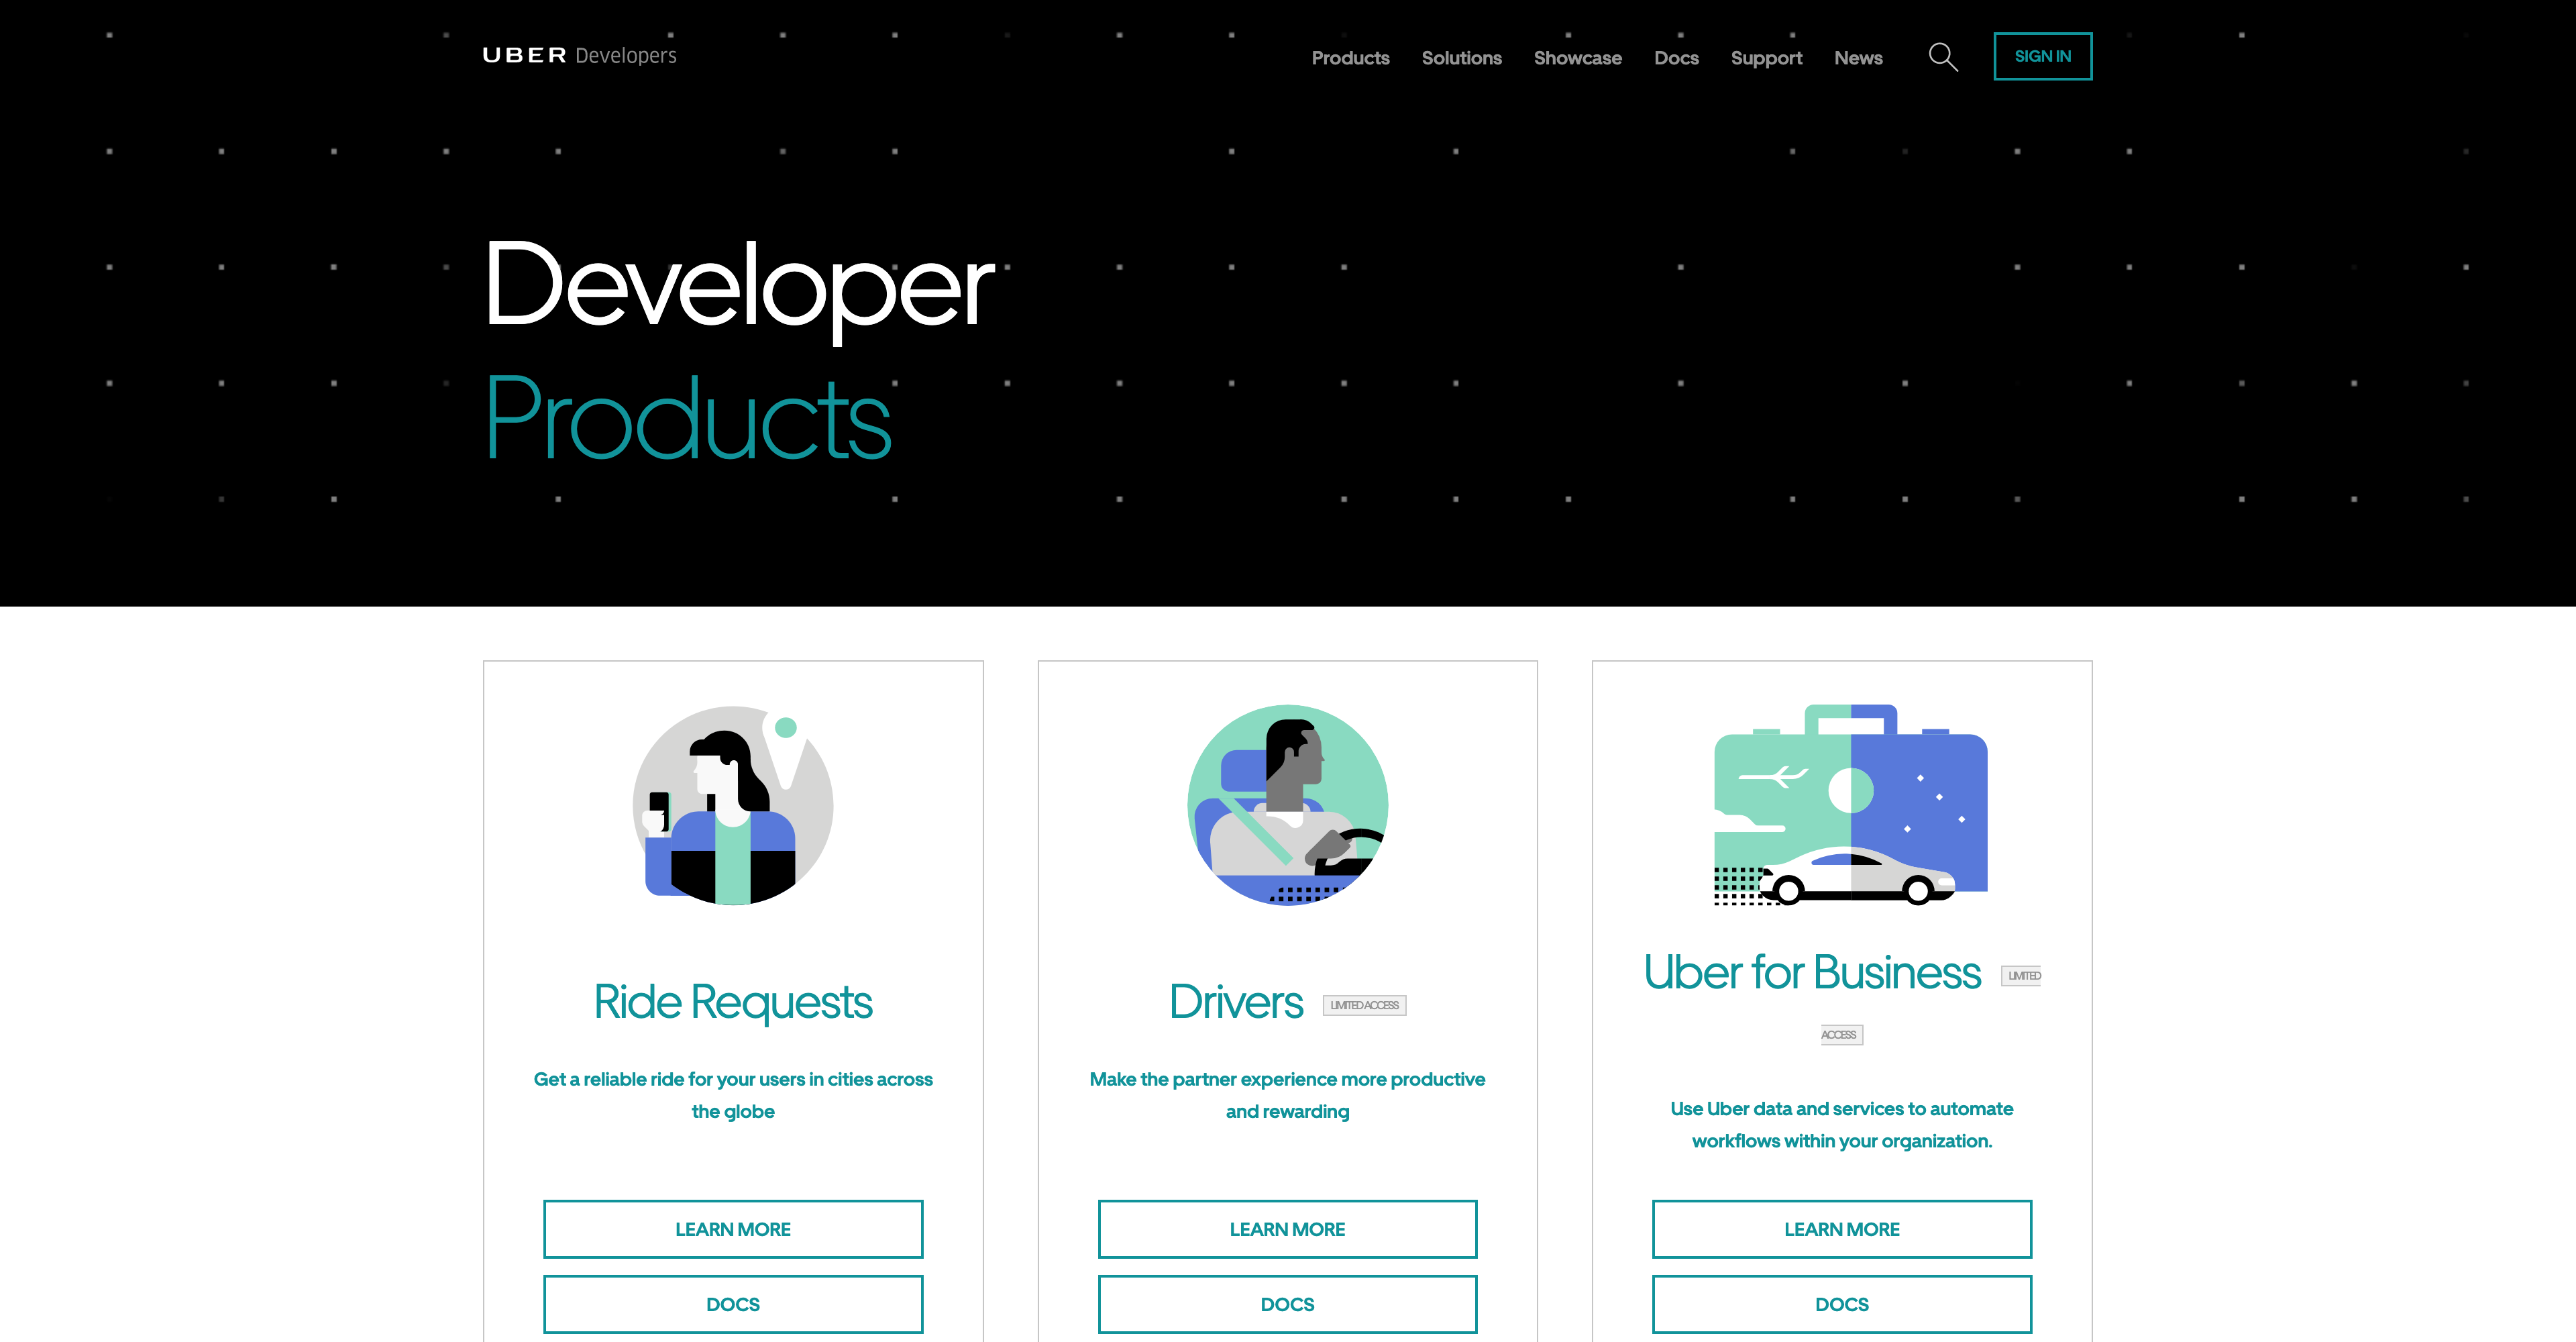 UBER Developers
Products Solutions Showcase Docs Support News SIGN IN
Developer
Products
Ride Requests
Get a reliable ride for your users in cities across
the globe
LEARN MORE
DOCS
Drivers LIMITED ACCESS
Make the partner experience more productive
and rewarding
LEARN MORE
DOCS
Uber for Business LIMITED
ACCESS
Use Uber data and services to automate
workflows within your organization.
LEARN MORE
DOCS